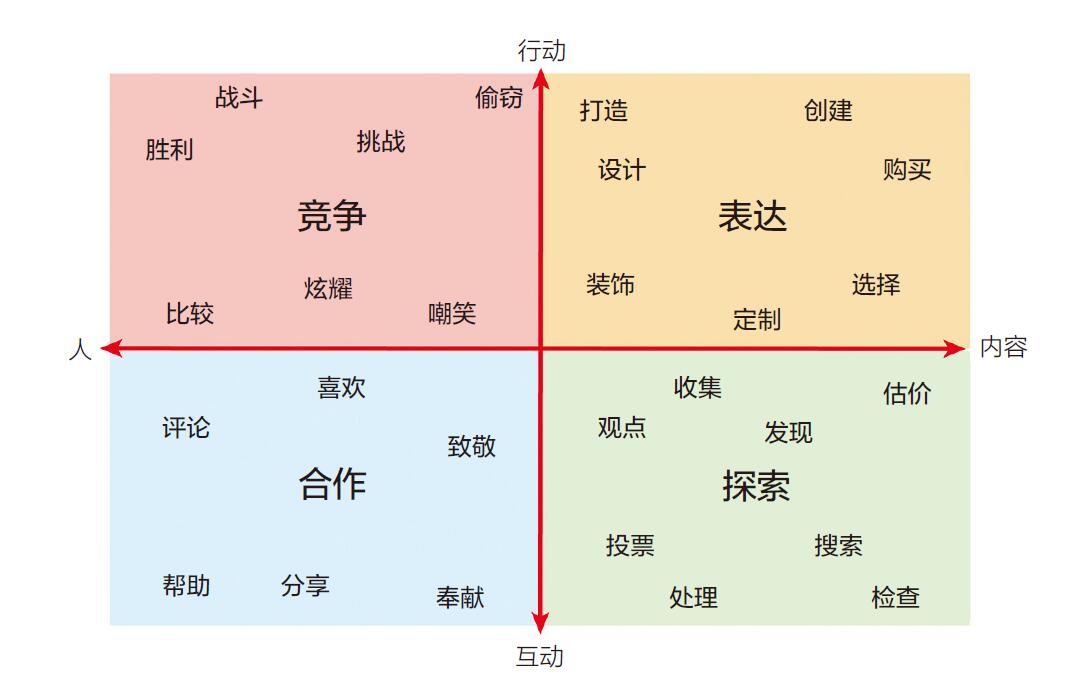 行动
战斗
偷窃
胜利
挑战
竞争
炫耀
比较
嘲笑
打造
创建
设计
购买
表达
装饰
选择
定制
人
内容
喜欢
评论
致敬
合作
帮助
分享
奉献
收集
估价
观点
发现
探索
投票
搜索
处理
检查
互动